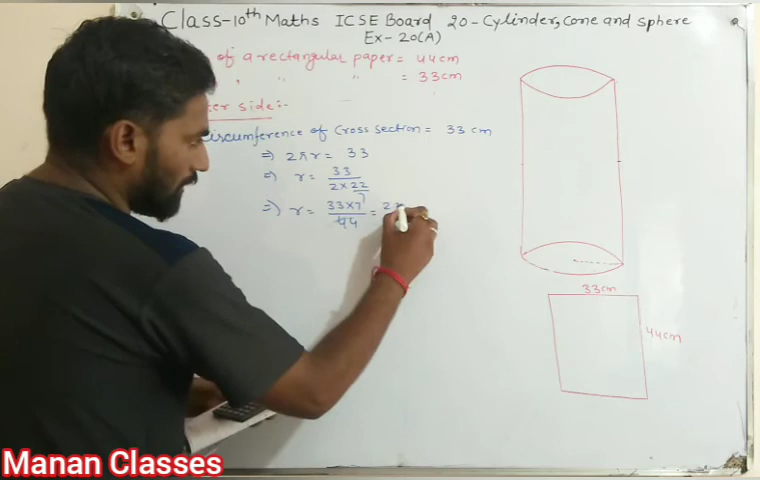 Class-10th Maths ICSE Board 20-Cylinder, cone and sphere
Ex-20(A)
of a rectangular paper = 44cm
" " " = 33cm
side:-
circumference of cross section = 33 cm
⇒ 2πr = 33
⇒ r = 33/(2×22/7)
⇒ r = (33×7)/44 = 2
33cm
44cm
Manan Classes